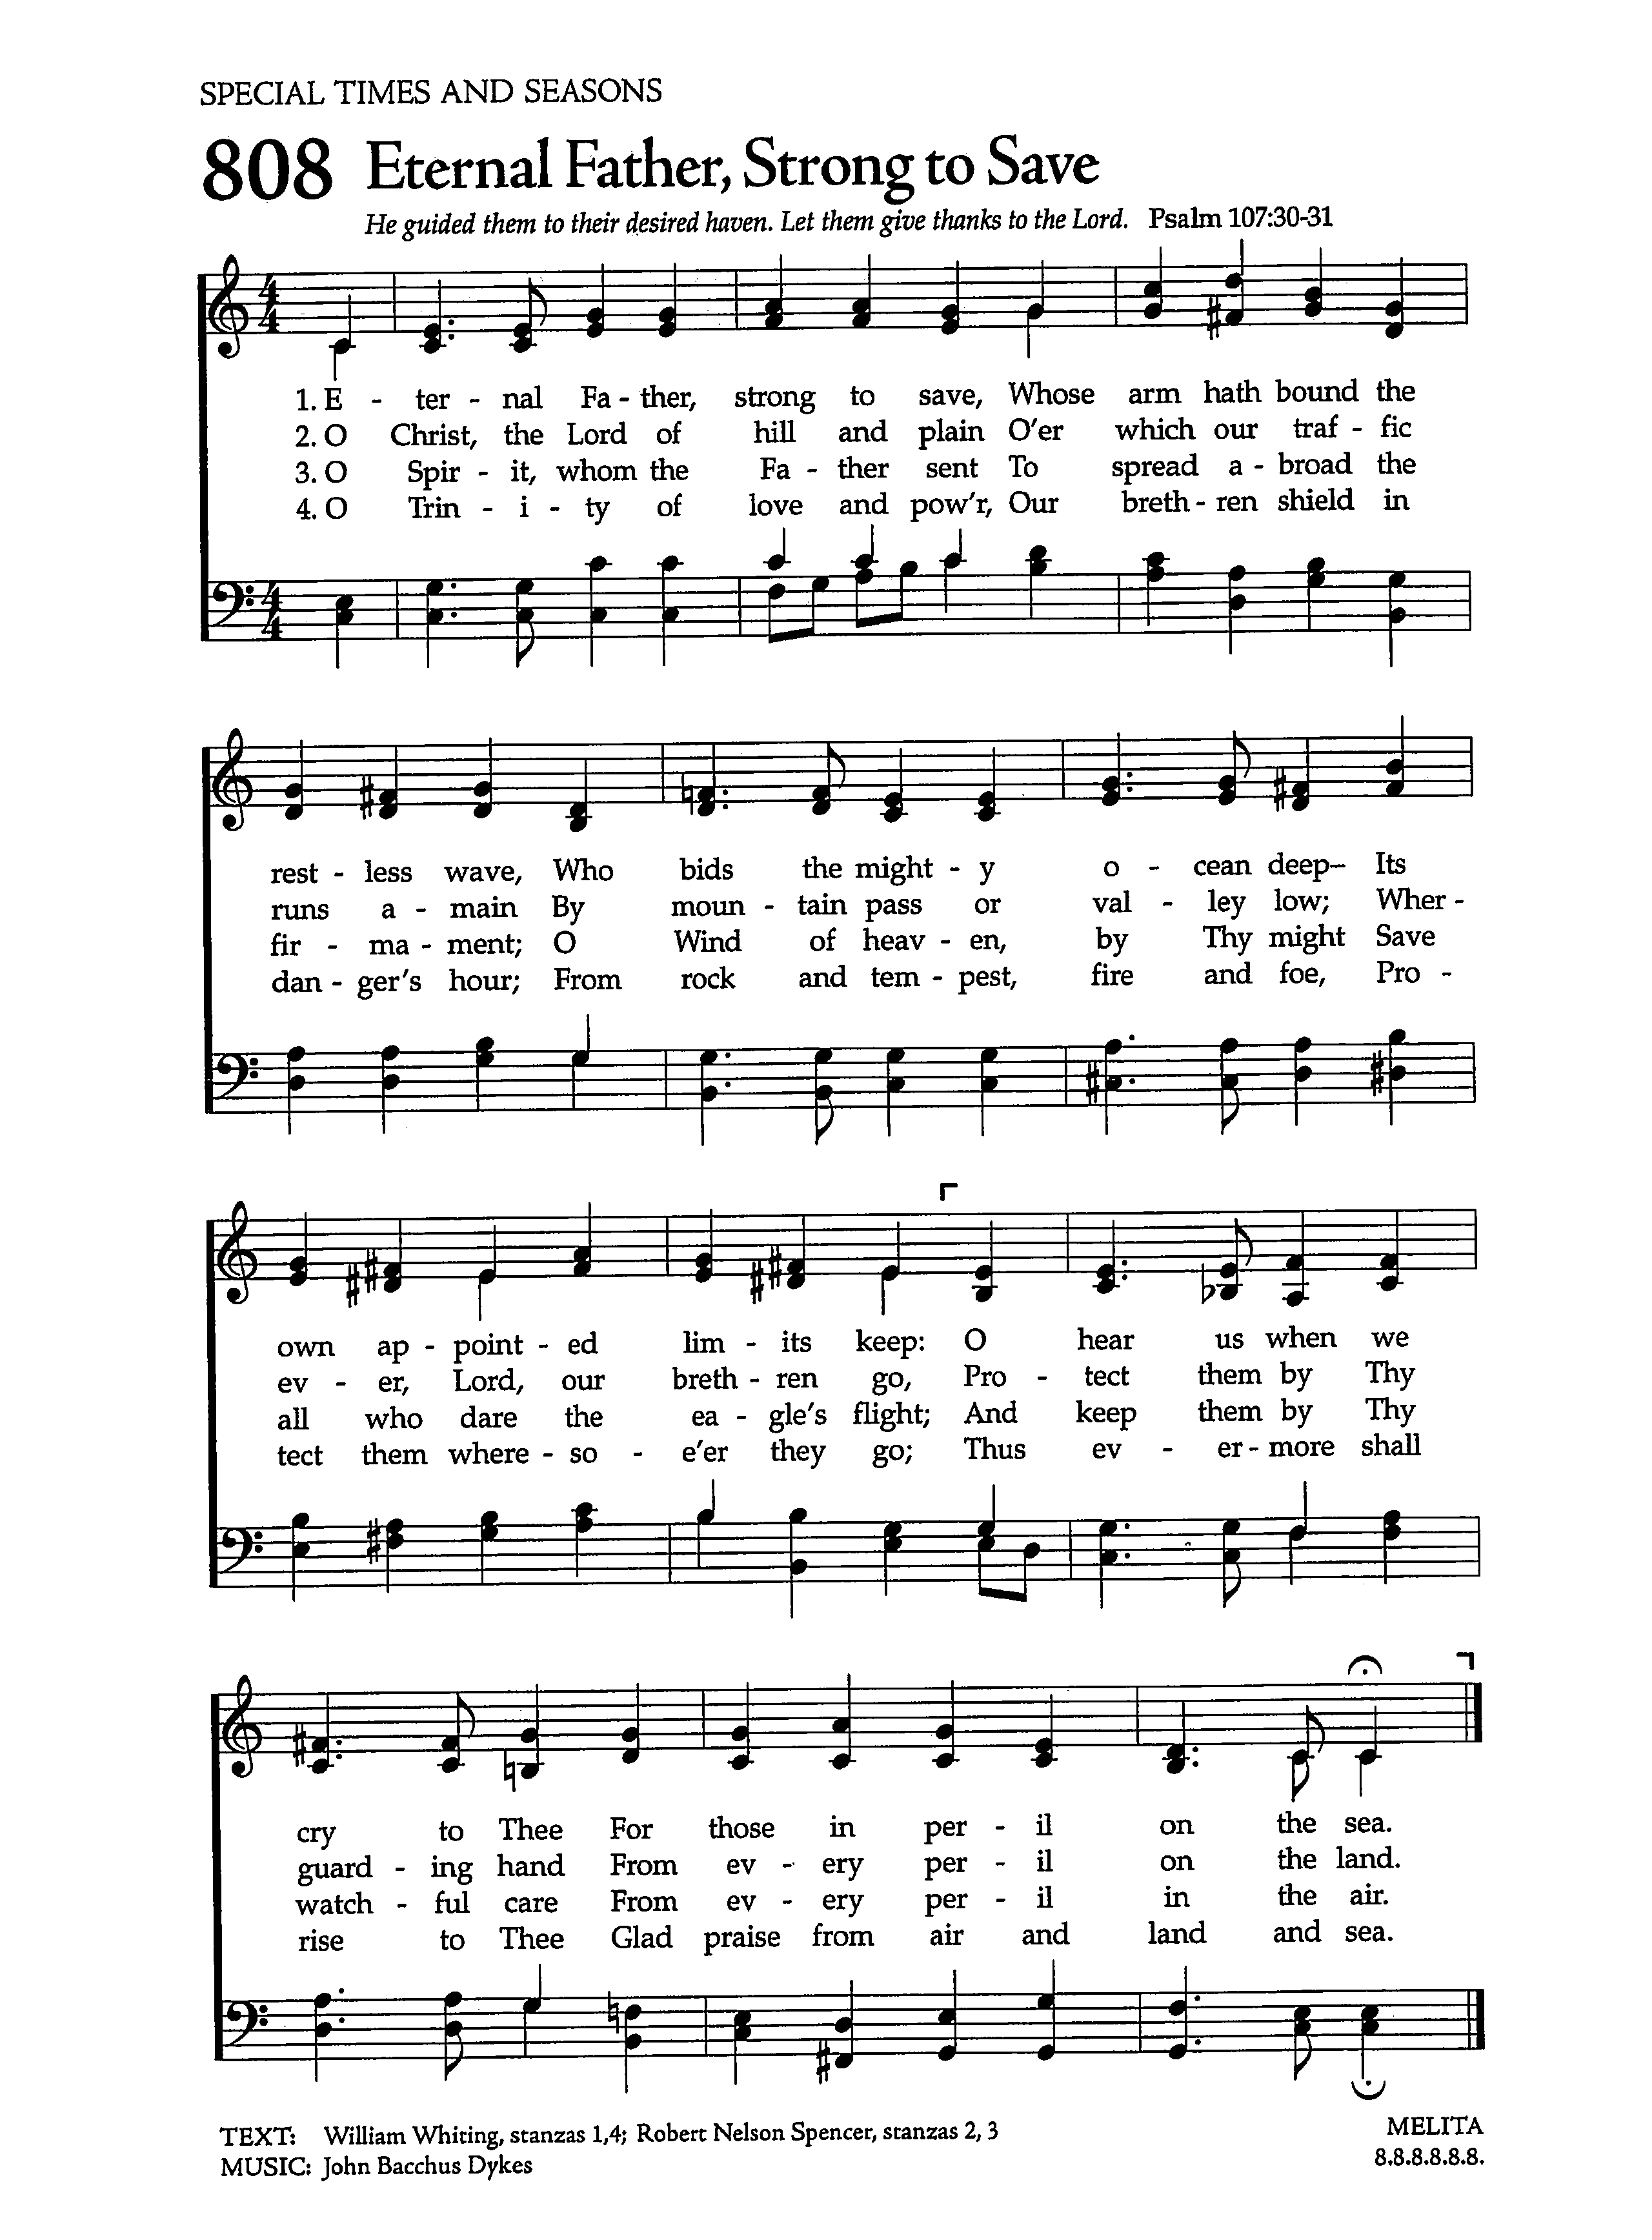 SPECIAL TIMES AND SEASONS
808 Eternal Father, Strong to Save
He guided them to their desired haven. Let them give thanks to the Lord. Psalm 107:30-31
1. E - ter - nal Fa - ther, strong to save, Whose arm hath bound the
2. O Christ, the Lord of hill and plain O'er which our traf - fic
3. O Spir - it, whom the Fa - ther sent To spread a - broad the
4. O Trin - i - ty of love and pow'r, Our breth - ren shield in
rest - less wave, Who bids the might - y o - cean deep– Its
runs a - main By moun - tain pass or val - ley low; Wher -
fir - ma - ment; O Wind of heav - en, by Thy might Save
dan - ger's hour; From rock and tem - pest, fire and foe, Pro -
own ap - point - ed lim - its keep: O hear us when we
ev - er, Lord, our breth - ren go, Pro - tect them by Thy
all who dare the ea - gle's flight; And keep them by Thy
tect them where - so - e'er they go; Thus ev - er - more shall
cry to Thee For those in per - il on the sea.
guard - ing hand From ev - ery per - il on the land.
watch - ful care From ev - ery per - il in the air.
rise to Thee Glad praise from air and land and sea.
TEXT: William Whiting, stanzas 1,4; Robert Nelson Spencer, stanzas 2, 3
MUSIC: John Bacchus Dykes
MELITA
8.8.8.8.8.8.